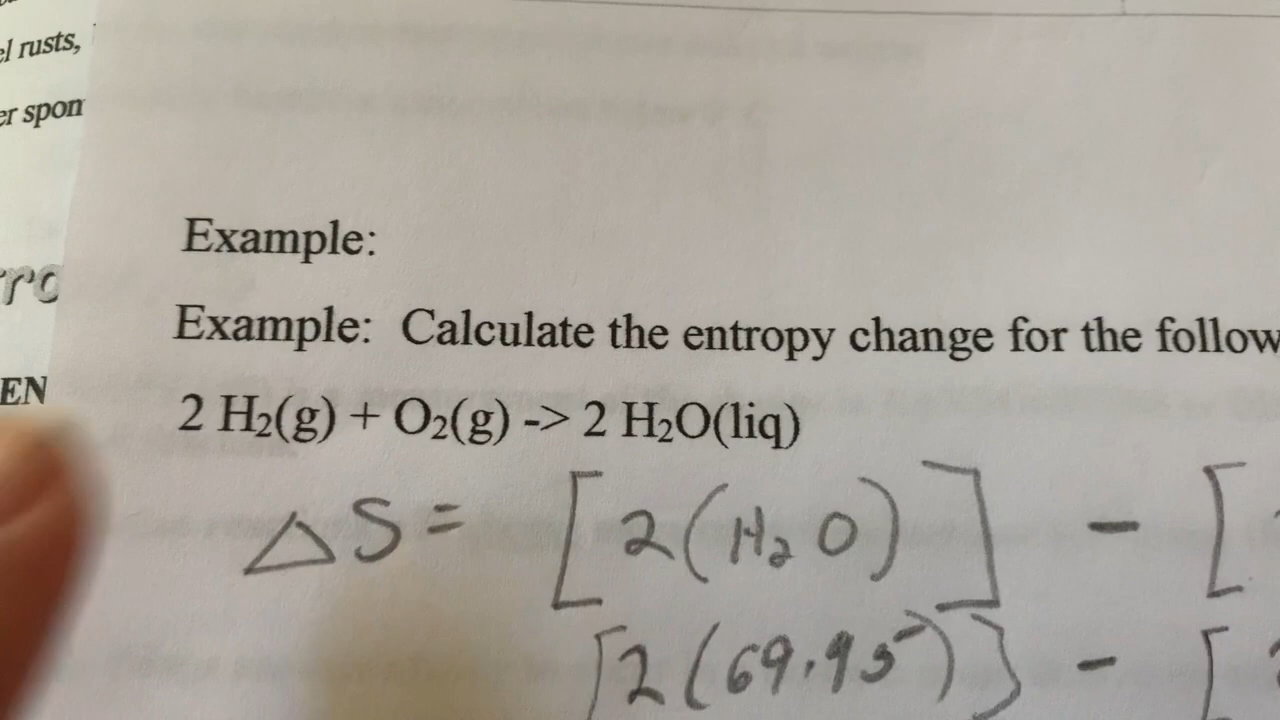 el rusts,
er spon
EN
Example:
Example: Calculate the entropy change for the follow
2 H₂(g) + O₂(g) -> 2 H₂O(liq)
△S = [2(H₂O)] - [
[2(69.95)] - [